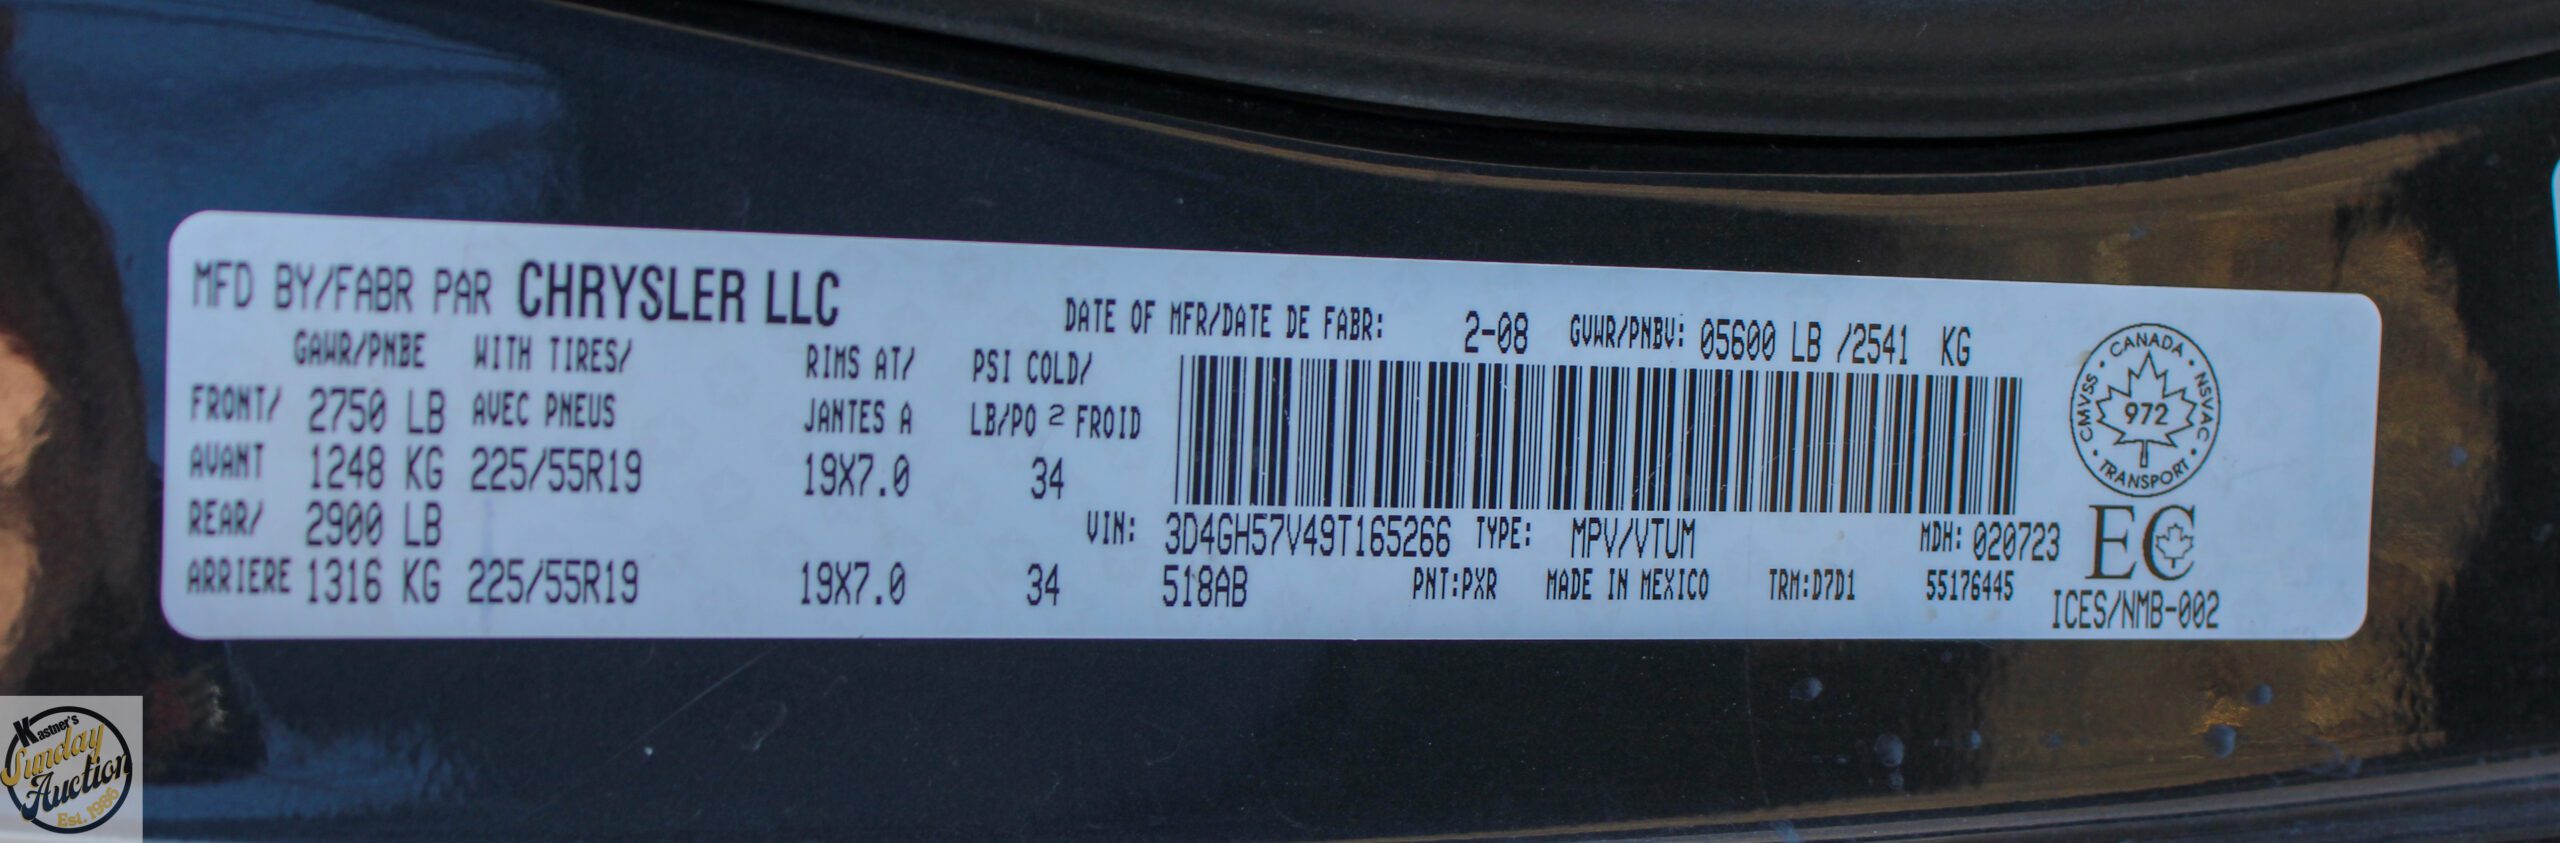 MFD BY/FABR PAR CHRYSLER LLC
DATE OF MFR/DATE DE FABR: 2-08 GVWR/PNBV: 05600 LB /2541 KG
GAWR/PNBE WITH TIRES/ RIMS AT/ PSI COLD/
FRONT/ 2750 LB AVEC PNEUS JANTES A LB/PO 2 FROID
AVANT 1248 KG 225/55R19 19X7.0 34
REAR/ 2900 LB
ARRIERE 1316 KG 225/55R19 19X7.0 34
VIN: 3D4GH57V49T165266 TYPE: MPV/VTUM MDH: 020723
518AB PNT:PXR MADE IN MEXICO TRM:D7D1 55176445
CANADA • NSVAC • TRANSPORT • CMVSS •
972
EC
ICES/NMB-002
Kastner's
Sunday
Auction
Est. 1986